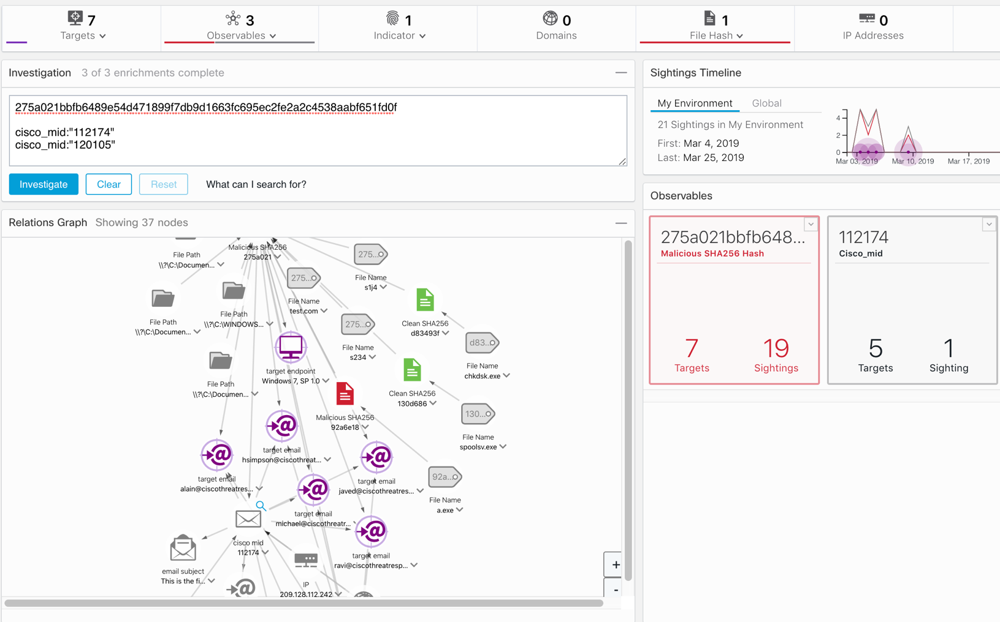 7
Targets
3
Observables
1
Indicator
0
Domains
1
File Hash
0
IP Addresses
Investigation 3 of 3 enrichments complete
275a021bbfb6489e54d471899f7db9d1663fc695ec2fe2a2c4538aabf651fd0f
cisco_mid:"112174"
cisco_mid:"120105"
Investigate
Clear
Reset
What can I search for?
Relations Graph Showing 37 nodes
File Path
\\?\C:\Documen...
Malicious SHA256
275a021
275...
File Name
s1j4
275...
File Name
test.com
File Path
\\?\C:\Documen...
File Path
\\?\C:\WINDOWS...
Clean SHA256
d83493f
275...
File Name
s234
d83...
File Name
chkdsk.exe
target endpoint
Windows 7, SP 1.0
File Path
\\?\C:\Documen...
Clean SHA256
130d686
Malicious SHA256
92a6e18
130...
File Name
spoolsv.exe
target email
hsimpson@ciscothreat...
target email
alain@ciscothreatres...
target email
javed@ciscothreatres...
92a...
File Name
a.exe
target email
michael@ciscothreatr...
cisco mid
112174
target email
ravi@ciscothreatresp...
email subject
This is the fi...
IP
209.128.112.242
+
-
Sightings Timeline
My Environment
Global
21 Sightings in My Environment
First: Mar 4, 2019
Last: Mar 25, 2019
4
2
0
Mar 03, 2019
Mar 10, 2019
Mar 17, 2019
Observables
275a021bbfb648...
Malicious SHA256 Hash
7
Targets
19
Sightings
112174
Cisco_mid
5
Targets
1
Sighting